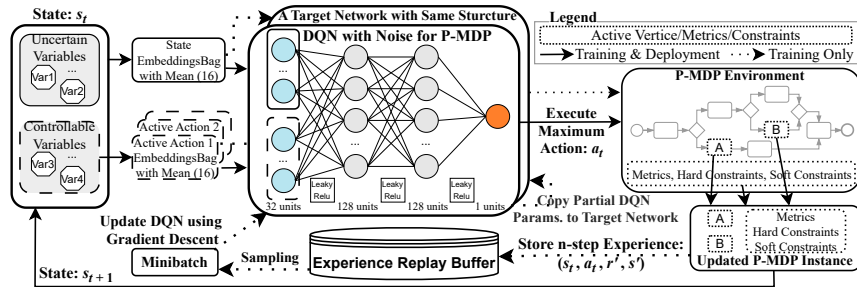 State: s_t
Uncertain
Variables
Var1
...
Var2
Controllable
Variables
Var3
...
Var4
State
EmbeddingsBag
with Mean (16)
Active Action 2
Active Action 1
EmbeddingsBag
with Mean (16)
A Target Network with Same Sturcture
DQN with Noise for P-MDP
...
...
...
...
Leaky
Relu
Leaky
Relu
Leaky
Relu
32 units
128 units
128 units
1 units
Legend
Active Vertex/Metrics/Constraints
Training & Deployment
Training Only
P-MDP Environment
Execute
Maximum
Action: a_t
A
B
Metrics, Hard Constraints, Soft Constraints
Copy Partial DQN
Params. to Target Network
Update DQN using
Gradient Descent
A
B
Metrics
Hard Constraints
Soft Constraints
Updated P-MDP Instance
Store n-step Experience:
(s_t, a_t, r', s')
Experience Replay Buffer
Sampling
Minibatch
State: s_{t+1}